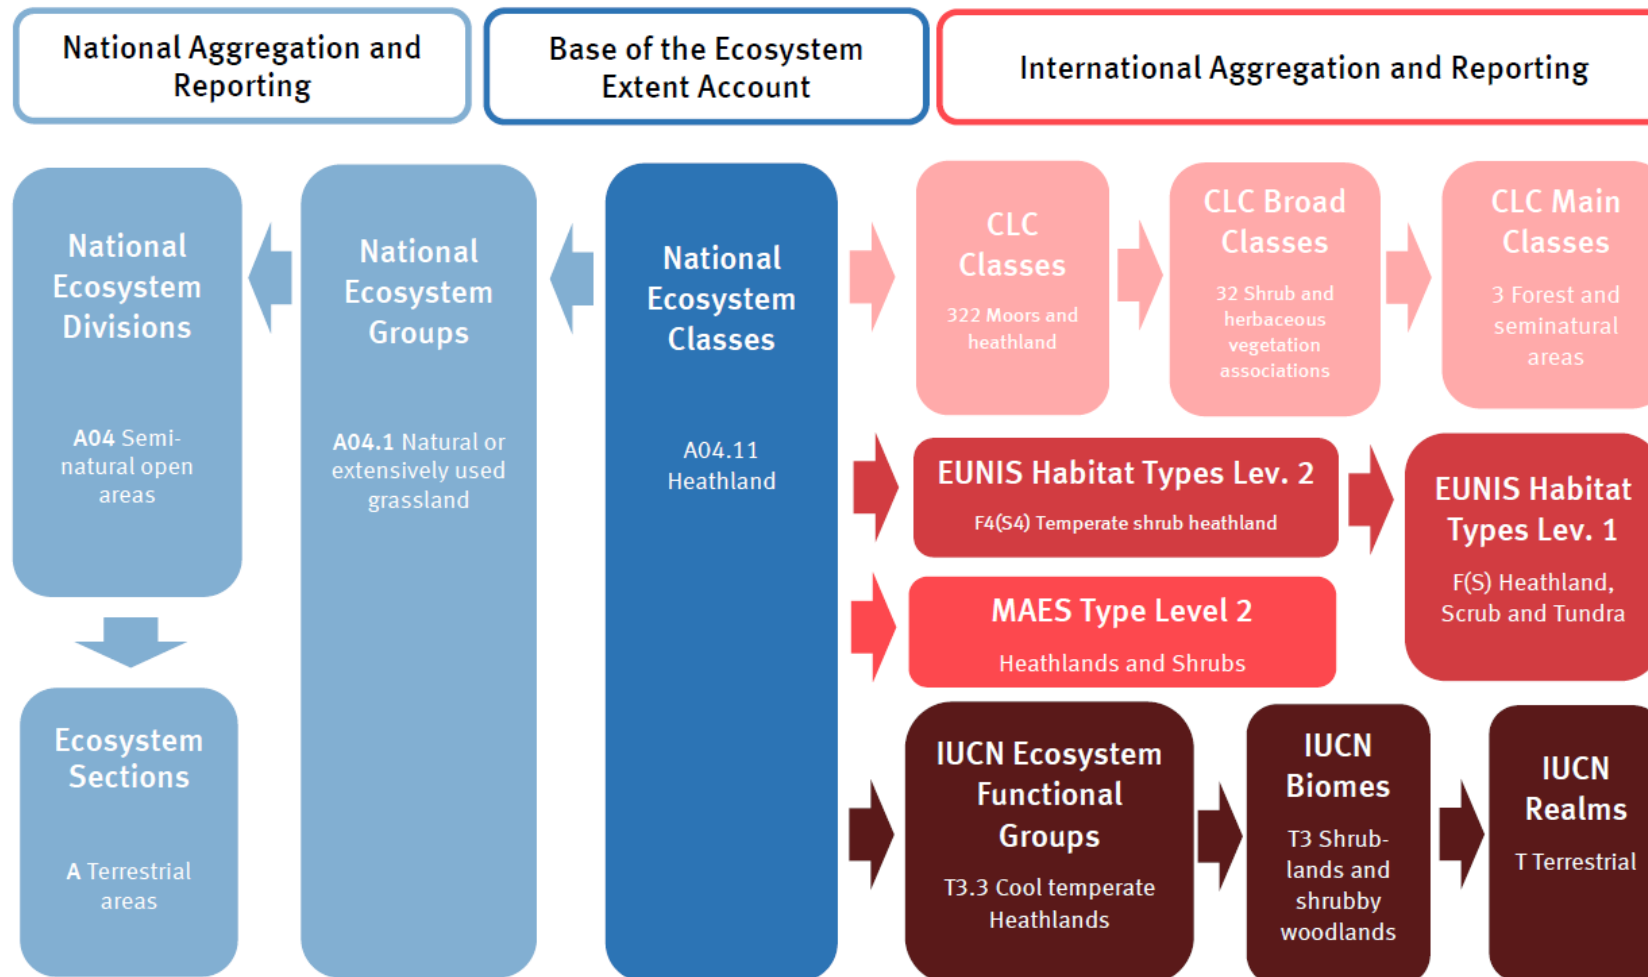 National Aggregation and
Reporting
Base of the Ecosystem
Extent Account
International Aggregation and Reporting
National
Ecosystem
Divisions
A04 Semi-
natural open
areas
Ecosystem
Sections
A Terrestrial
areas
National
Ecosystem
Groups
A04.1 Natural or
extensively used
grassland
National
Ecosystem
Classes
A04.11
Heathland
CLC
Classes
322 Moors and
heathland
CLC Broad
Classes
32 Shrub and
herbaceous
vegetation
associations
CLC Main
Classes
3 Forest and
seminatural
areas
EUNIS Habitat Types Lev. 2
F4(S4) Temperate shrub heathland
EUNIS Habitat
Types Lev. 1
F(S) Heathland,
Scrub and Tundra
MAES Type Level 2
Heathlands and Shrubs
IUCN Ecosystem
Functional
Groups
T3.3 Cool temperate
Heathlands
IUCN
Biomes
T3 Shrub-
lands and
shrubby
woodlands
IUCN
Realms
T Terrestrial